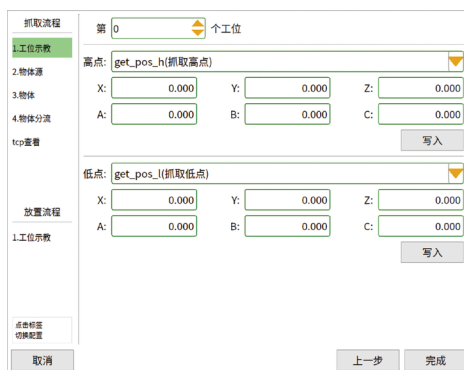 抓取流程
1.工位示教
2.物体源
3.物体
4.物体分流
tcp查看
放置流程
1.工位示教
点击标签
切换配置
取消
第 0 个工位
高点: get_pos_h(抓取高点)
X: 0.000 Y: 0.000 Z: 0.000
A: 0.000 B: 0.000 C: 0.000
写入
低点: get_pos_l(抓取低点)
X: 0.000 Y: 0.000 Z: 0.000
A: 0.000 B: 0.000 C: 0.000
写入
上一步 完成